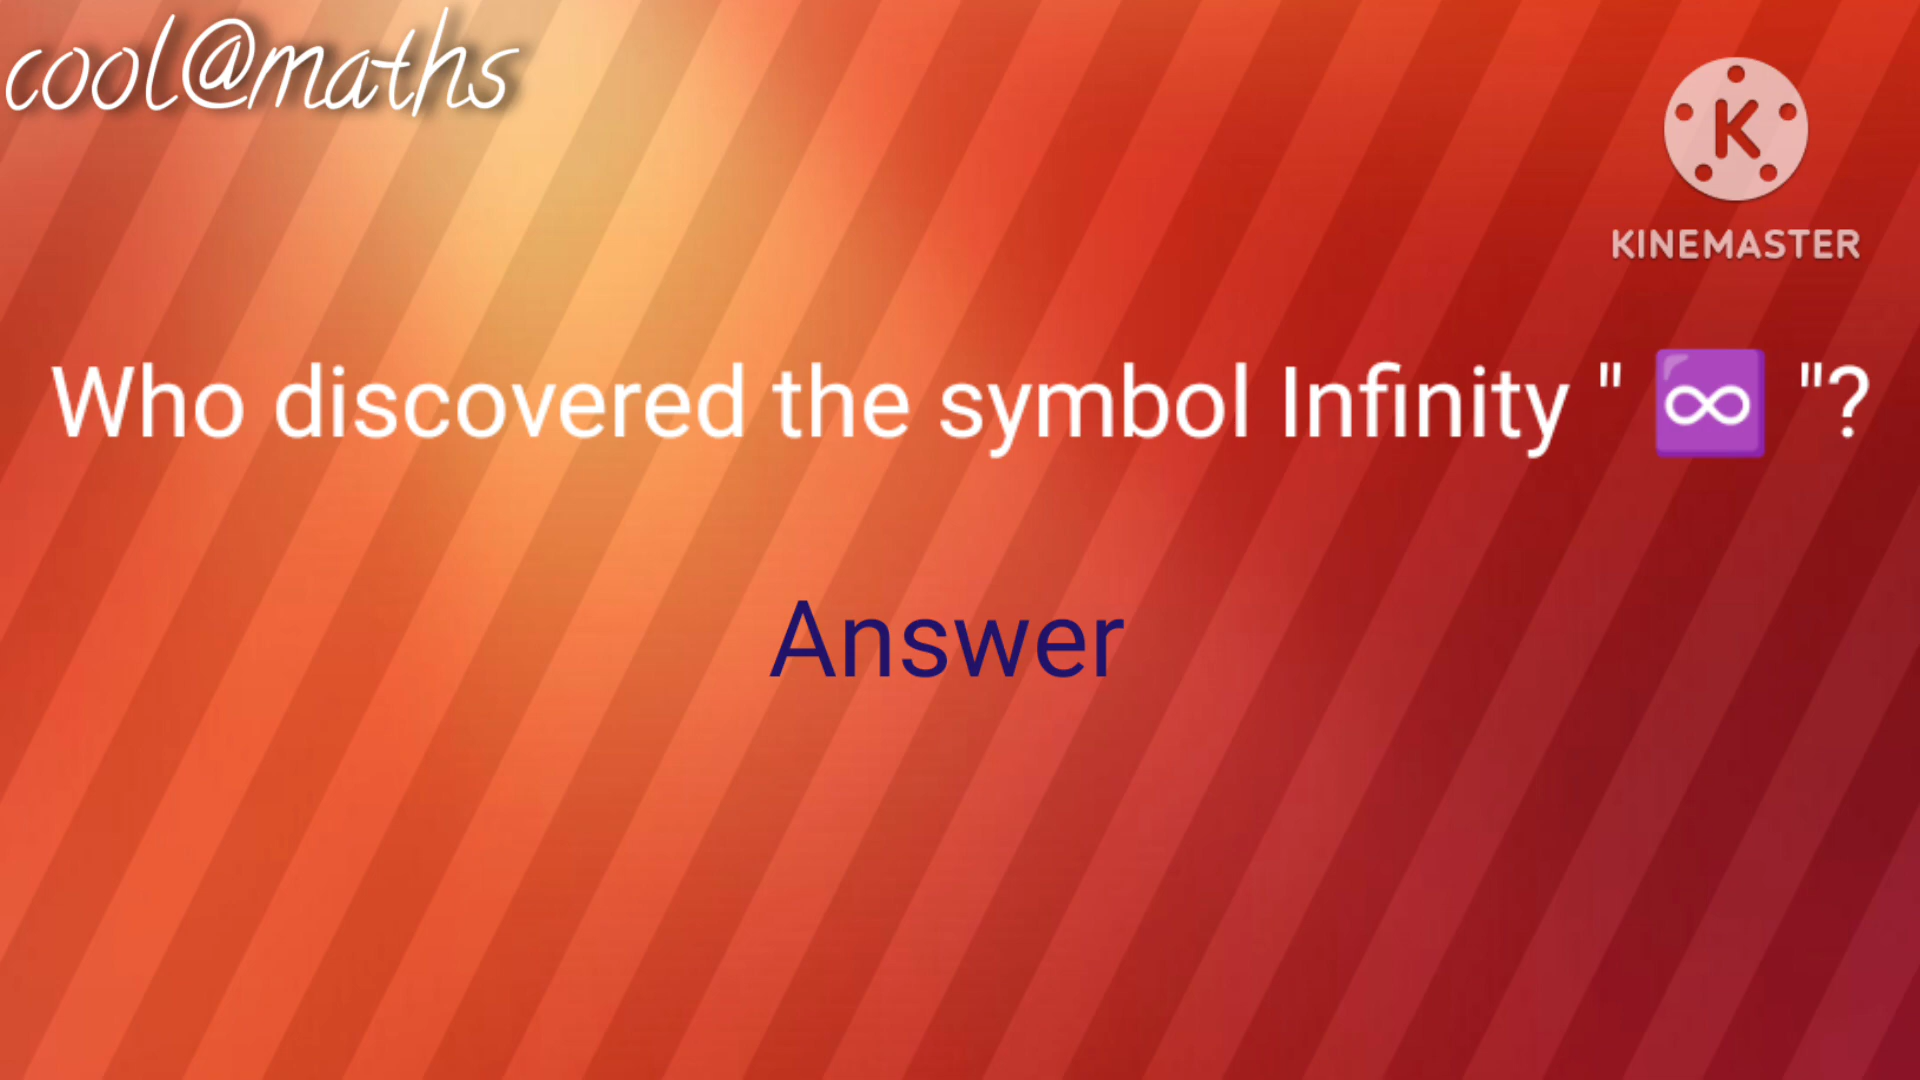 cool@maths
K
KINEMASTER
Who discovered the symbol Infinity " ♾️ "?
Answer